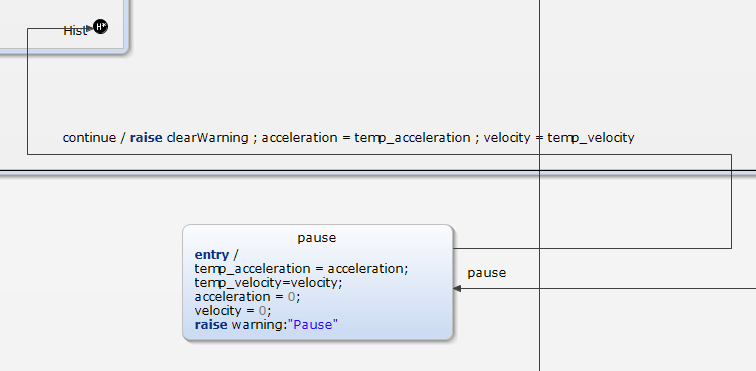 Hist H*
continue / raise clearWarning ; acceleration = temp_acceleration ; velocity = temp_velocity
pause
entry /
temp_acceleration = acceleration;
temp_velocity=velocity;
acceleration = 0;
velocity = 0;
raise warning:"Pause"
pause